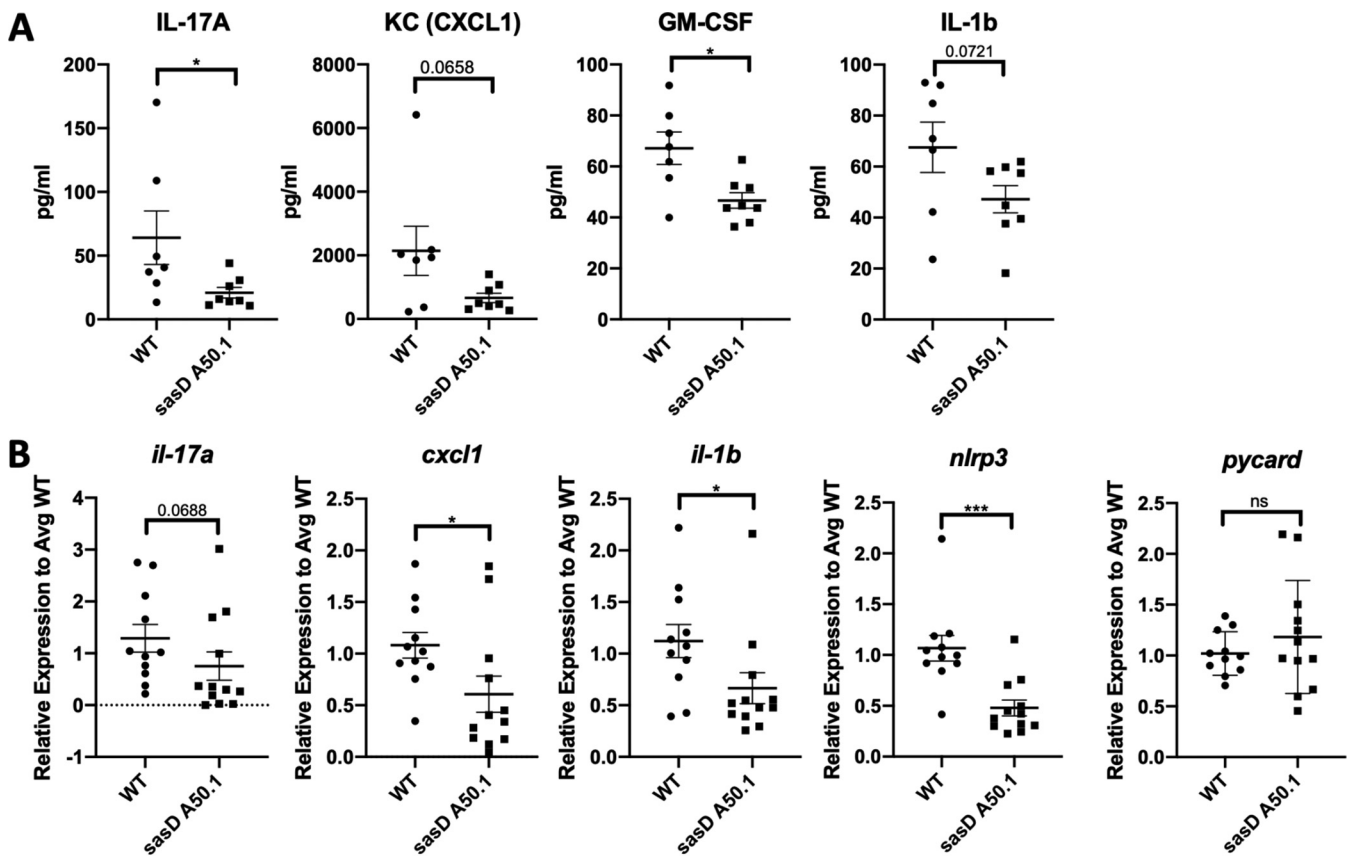 A
IL-17A
KC (CXCL1)
GM-CSF
IL-1b
pg/ml
200
150
100
50
0
*
WT
sasD A50.1
pg/ml
8000
6000
4000
2000
0
0.0658
WT
sasD A50.1
pg/ml
100
80
60
40
20
0
*
WT
sasD A50.1
pg/ml
100
80
60
40
20
0
0.0721
WT
sasD A50.1
B
il-17a
cxcl1
il-1b
nlrp3
pycard
Relative Expression to Avg WT
4
3
2
1
0
-1
0.0688
WT
sasD A50.1
Relative Expression to Avg WT
2.5
2.0
1.5
1.0
0.5
0.0
*
WT
sasD A50.1
Relative Expression to Avg WT
2.5
2.0
1.5
1.0
0.5
0.0
*
WT
sasD A50.1
Relative Expression to Avg WT
2.5
2.0
1.5
1.0
0.5
0.0
***
WT
sasD A50.1
Relative Expression to Avg WT
2.5
2.0
1.5
1.0
0.5
0.0
ns
WT
sasD A50.1